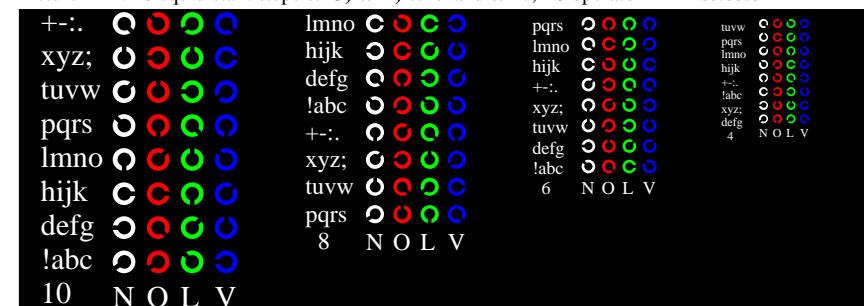 +-:.
xyz;
tuvw
pqrs
lmno
hijk
defg
!abc
10 N O L V
lmno
hijk
defg
!abc
+-:.
xyz;
tuvw
pqrs
8 N O L V
pqrs
lmno
hijk
+-:.
xyz;
tuvw
defg
!abc
6 N O L V
tuvw
pqrs
lmno
hijk
+-:.
!abc
xyz;
defg
4 N O L V